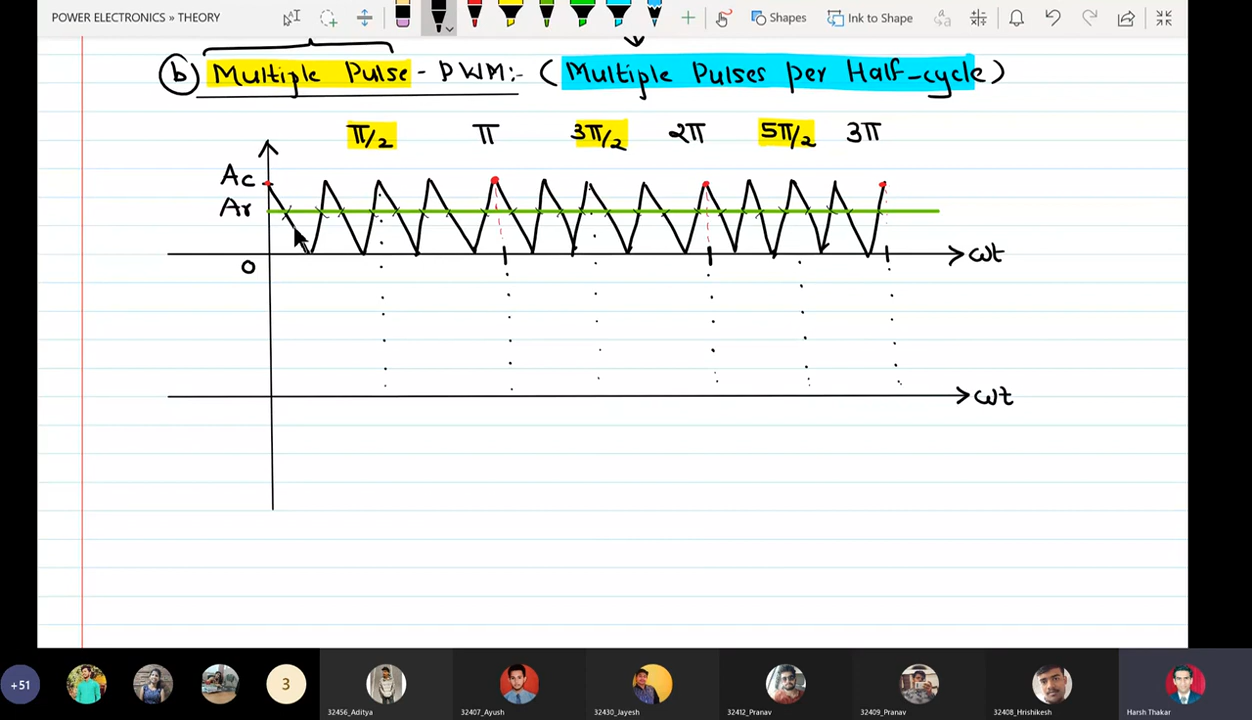 POWER ELECTRONICS » THEORY
Shapes
Ink to Shape
(b) Multiple Pulse - PWM:- (Multiple Pulses per Half-cycle)
π/2 π 3π/2 2π 5π/2 3π
Ac
Ar
0
ωt
ωt
+51
3
32456_Aditya
32407_Ayush
32430_Jayesh
32412_Pranav
32409_Pranav
32408_Hrishikesh
Harsh Thakar